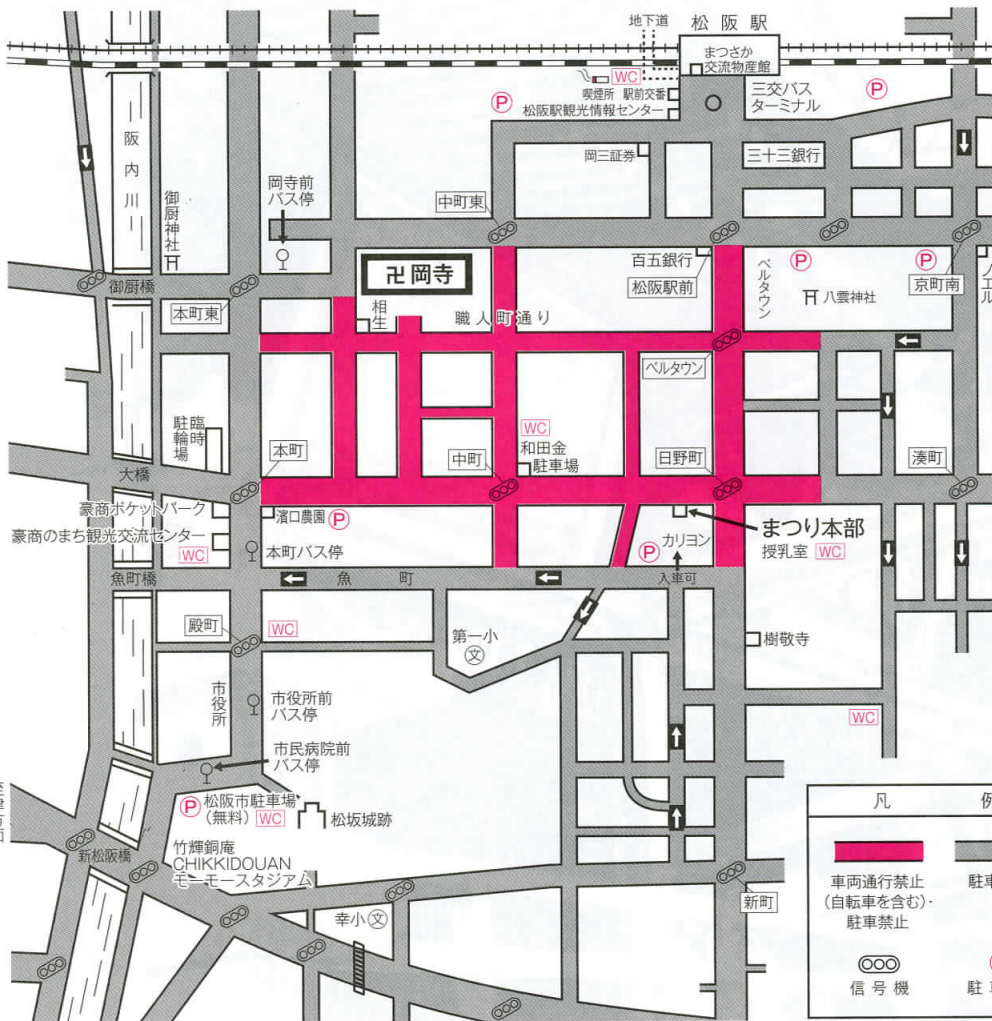 松阪駅
地下道
まつさか
交流物産館
WC
喫煙所 駅前交番
松阪駅観光情報センター
三交バス
ターミナル
P
P
岡三証券
三十三銀行
阪内川
御厨神社
岡寺前
バス停
中町東
卍岡寺
百五銀行
松阪駅前
ベルタウン
P
八雲神社
P
京町南
ノエル
御厨橋
本町東
相生
職人町通り
ベルタウン
臨時
駐輪場
本町
WC
和田金
駐車場
中町
日野町
湊町
大橋
豪商ポケットパーク
豪商のまち観光交流センター
WC
濱口農園 P
本町バス停
P
カリヨン
まつり本部
授乳室 WC
魚町橋
魚町
入車可
殿町
WC
第一小
文
樹敬寺
市役所
市役所前
バス停
WC
市民病院前
バス停
P 松阪市駐車場
(無料) WC
松坂城跡
新松阪橋
竹輝銅庵
CHIKKIDOUAN
モーモースタジアム
幸小 文
新町
凡例
車両通行禁止
(自転車を含む)・
駐車禁止
駐車
信号機
駐車